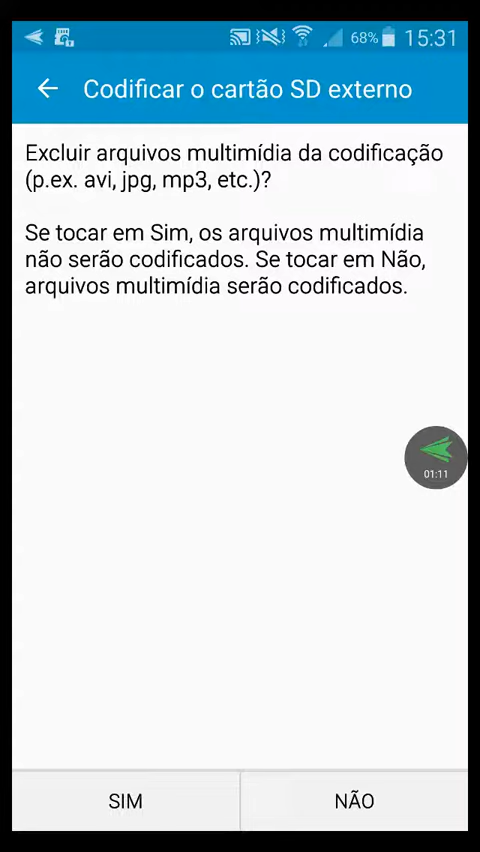 68% 15:31
Codificar o cartão SD externo
Excluir arquivos multimídia da codificação
(p.ex. avi, jpg, mp3, etc.)?
Se tocar em Sim, os arquivos multimídia
não serão codificados. Se tocar em Não,
arquivos multimídia serão codificados.
01:11
SIM NÃO